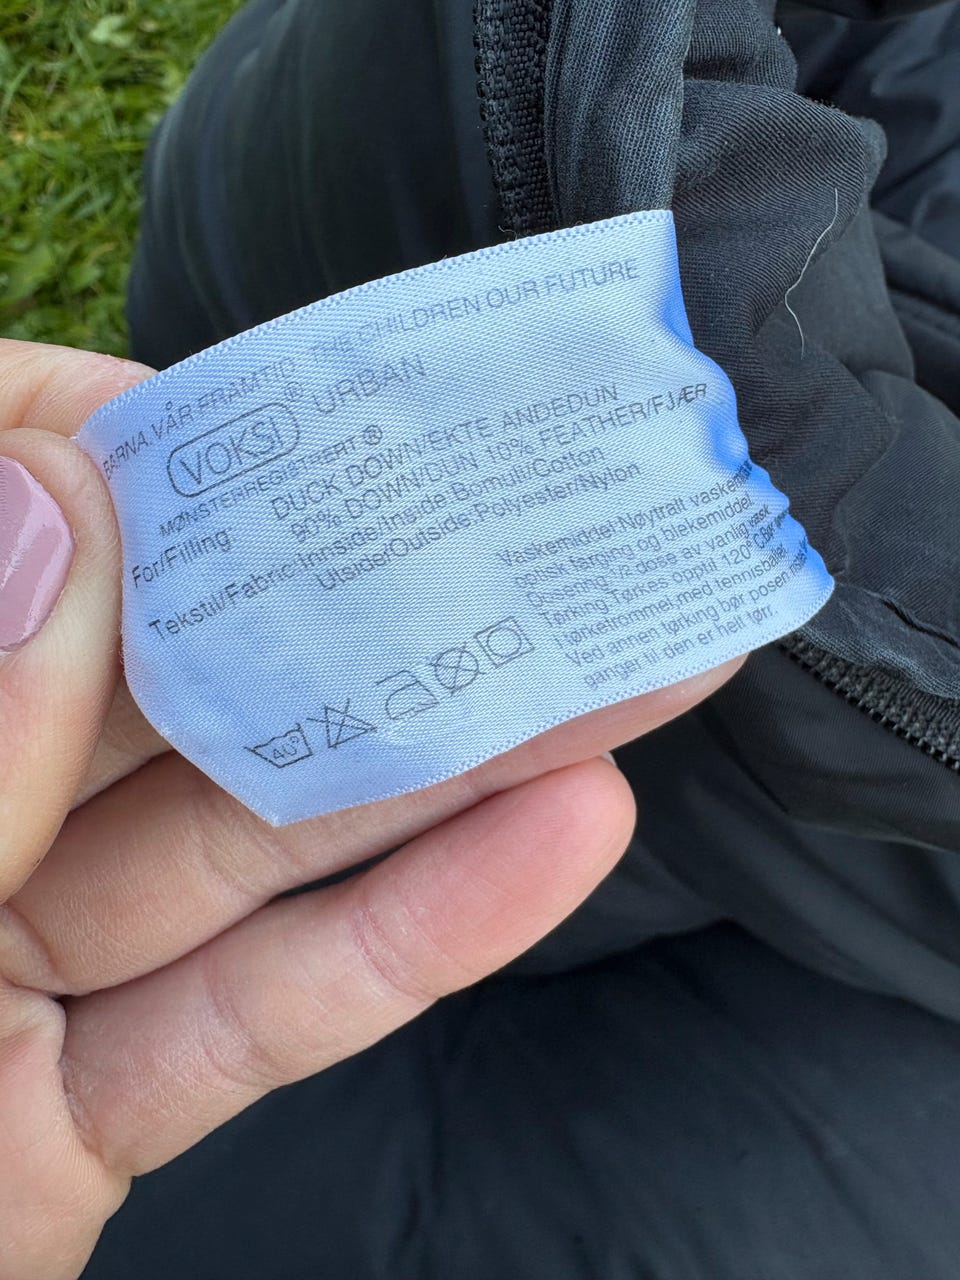 BARNA VÅR FRAMTID THE CHILDREN OUR FUTURE
VOKSI® URBAN
MØNSTERREGISTRERT®
For/Filling DUCK DOWN/EKTE ANDEDUN
90% DOWN/DUN 10% FEATHER/FJÆR
Tekstil/Fabric Innside/Inside:Bomull/Cotton
Utside/Outside:Polyester/Nylon
Vaskemiddel:Nøytralt
optisk farging og blekemiddel.
Dosering: dose av vanlig vask
Tørking:Tørkes opptil 120° C.Bør
i tørketrommel,med tennisballer.
Ved annen tørking bør posen
ganger til den er helt tørr.
40°